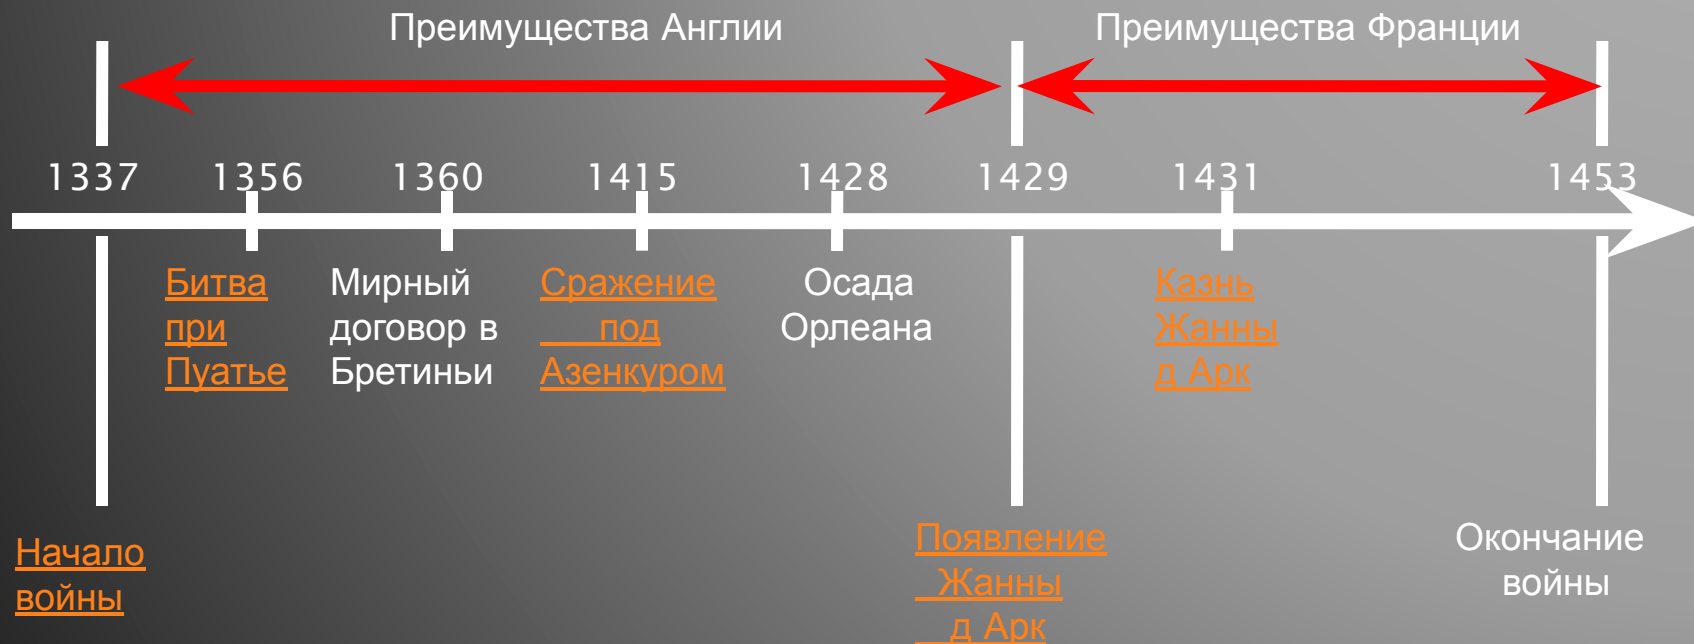 Преимущества Англии
Преимущества Франции
1337
1356
1360
1415
1428
1429
1431
1453
Битва
при
Пуатье
Мирный
договор в
Бретиньи
Сражение
под
Азенкуром
Осада
Орлеана
Казнь
Жанны
д Арк
Начало
войны
Появление
Жанны
д Арк
Окончание
войны